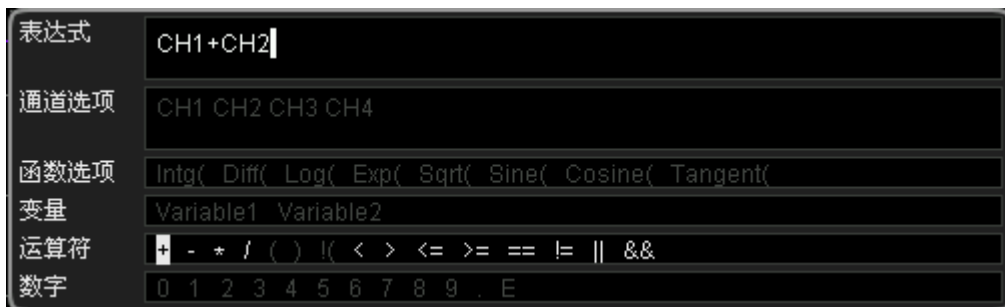 表达式 CH1+CH2
通道选项 CH1 CH2 CH3 CH4
函数选项 Intg( Diff( Log( Exp( Sqrt( Sine( Cosine( Tangent(
变量 Variable1 Variable2
运算符 + - * / ( ) !( < > <= >= == != || &&
数字 0 1 2 3 4 5 6 7 8 9 . E